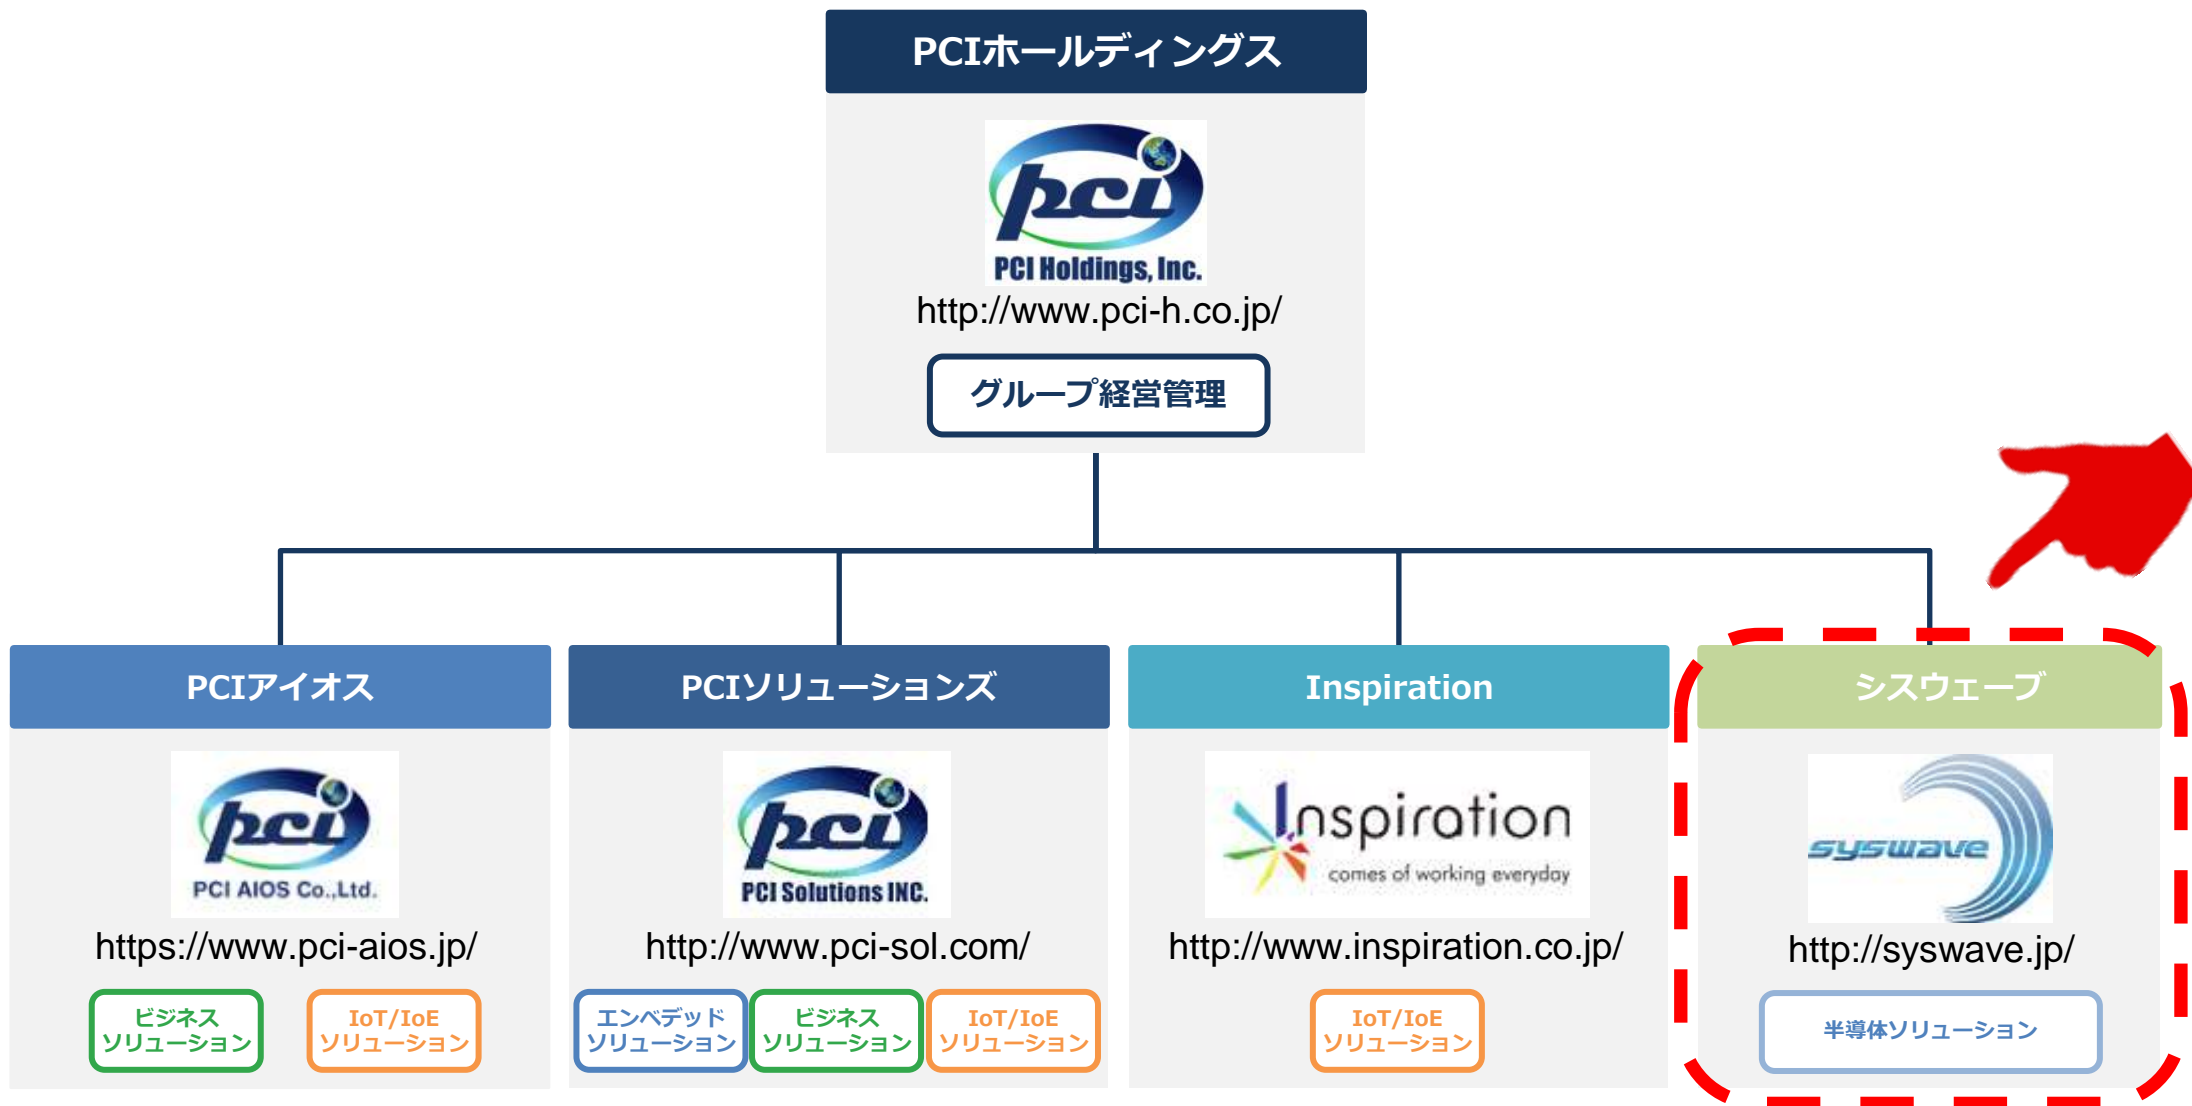 PCIホールディングス
pci
PCI Holdings, Inc.
http://www.pci-h.co.jp/
グループ経営管理
PCIアイオス
pci
PCI AIOS Co.,Ltd.
https://www.pci-aios.jp/
ビジネス
ソリューション
IoT/IoE
ソリューション
PCIソリューションズ
pci
PCI Solutions INC.
http://www.pci-sol.com/
エンベデッド
ソリューション
ビジネス
ソリューション
IoT/IoE
ソリューション
Inspiration
Inspiration
comes of working everyday
http://www.inspiration.co.jp/
IoT/IoE
ソリューション
シスウェーブ
syswave
http://syswave.jp/
半導体ソリューション